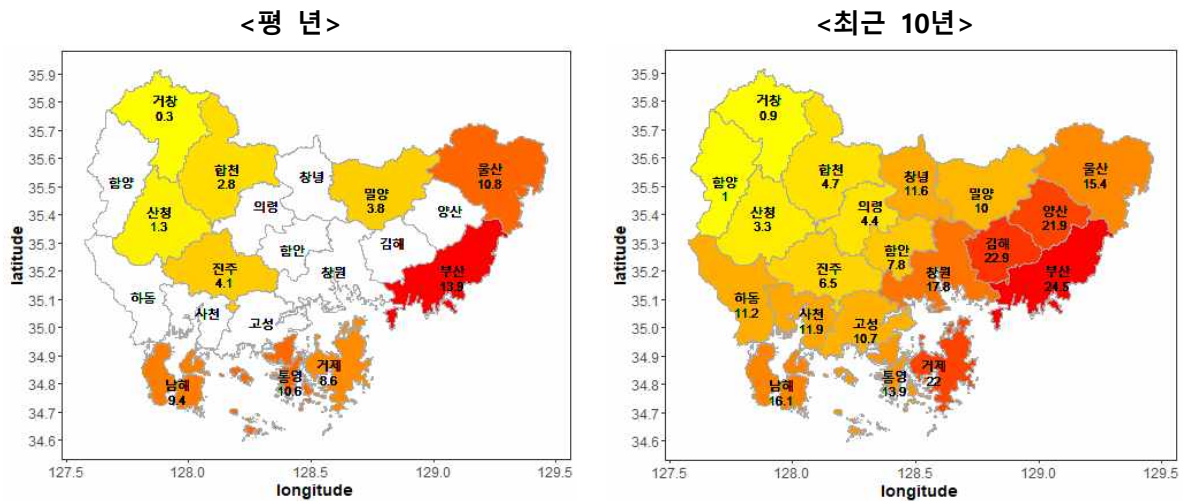 <평 년>
<최근 10년>
35.9
35.8
35.7
35.6
35.5
35.4
35.3
35.2
35.1
35.0
34.9
34.8
34.7
34.6
latitude
127.5
128.0
128.5
129.0
129.5
longitude
거창
0.3
함양
합천
2.8
창녕
울산
10.8
밀양
3.8
산청
1.3
의령
양산
함안
김해
진주
4.1
창원
부산
13.9
하동
사천
고성
남해
9.4
통영
10.6
거제
8.6
35.9
35.8
35.7
35.6
35.5
35.4
35.3
35.2
35.1
35.0
34.9
34.8
34.7
34.6
latitude
127.5
128.0
128.5
129.0
129.5
longitude
거창
0.9
함양
1
합천
4.7
창녕
11.6
울산
15.4
밀양
10
산청
3.3
의령
4.4
양산
21.9
함안
7.8
김해
22.9
진주
6.5
창원
17.8
부산
24.5
하동
11.2
사천
11.9
고성
10.7
남해
16.1
통영
13.9
거제
22